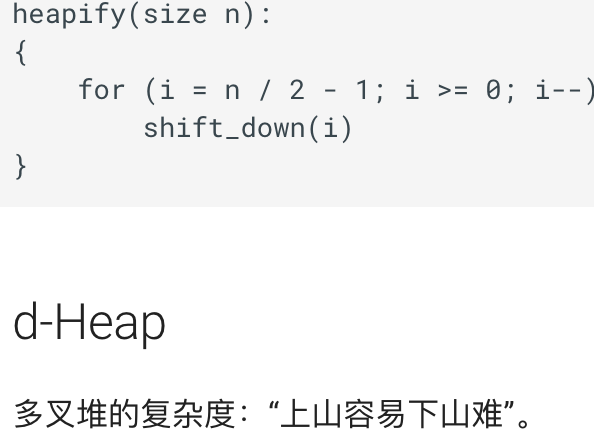 heapify(size n):
{
    for (i = n / 2 - 1; i >= 0; i--)
        shift_down(i)
}
d-Heap
多叉堆的复杂度：“上山容易下山难”。